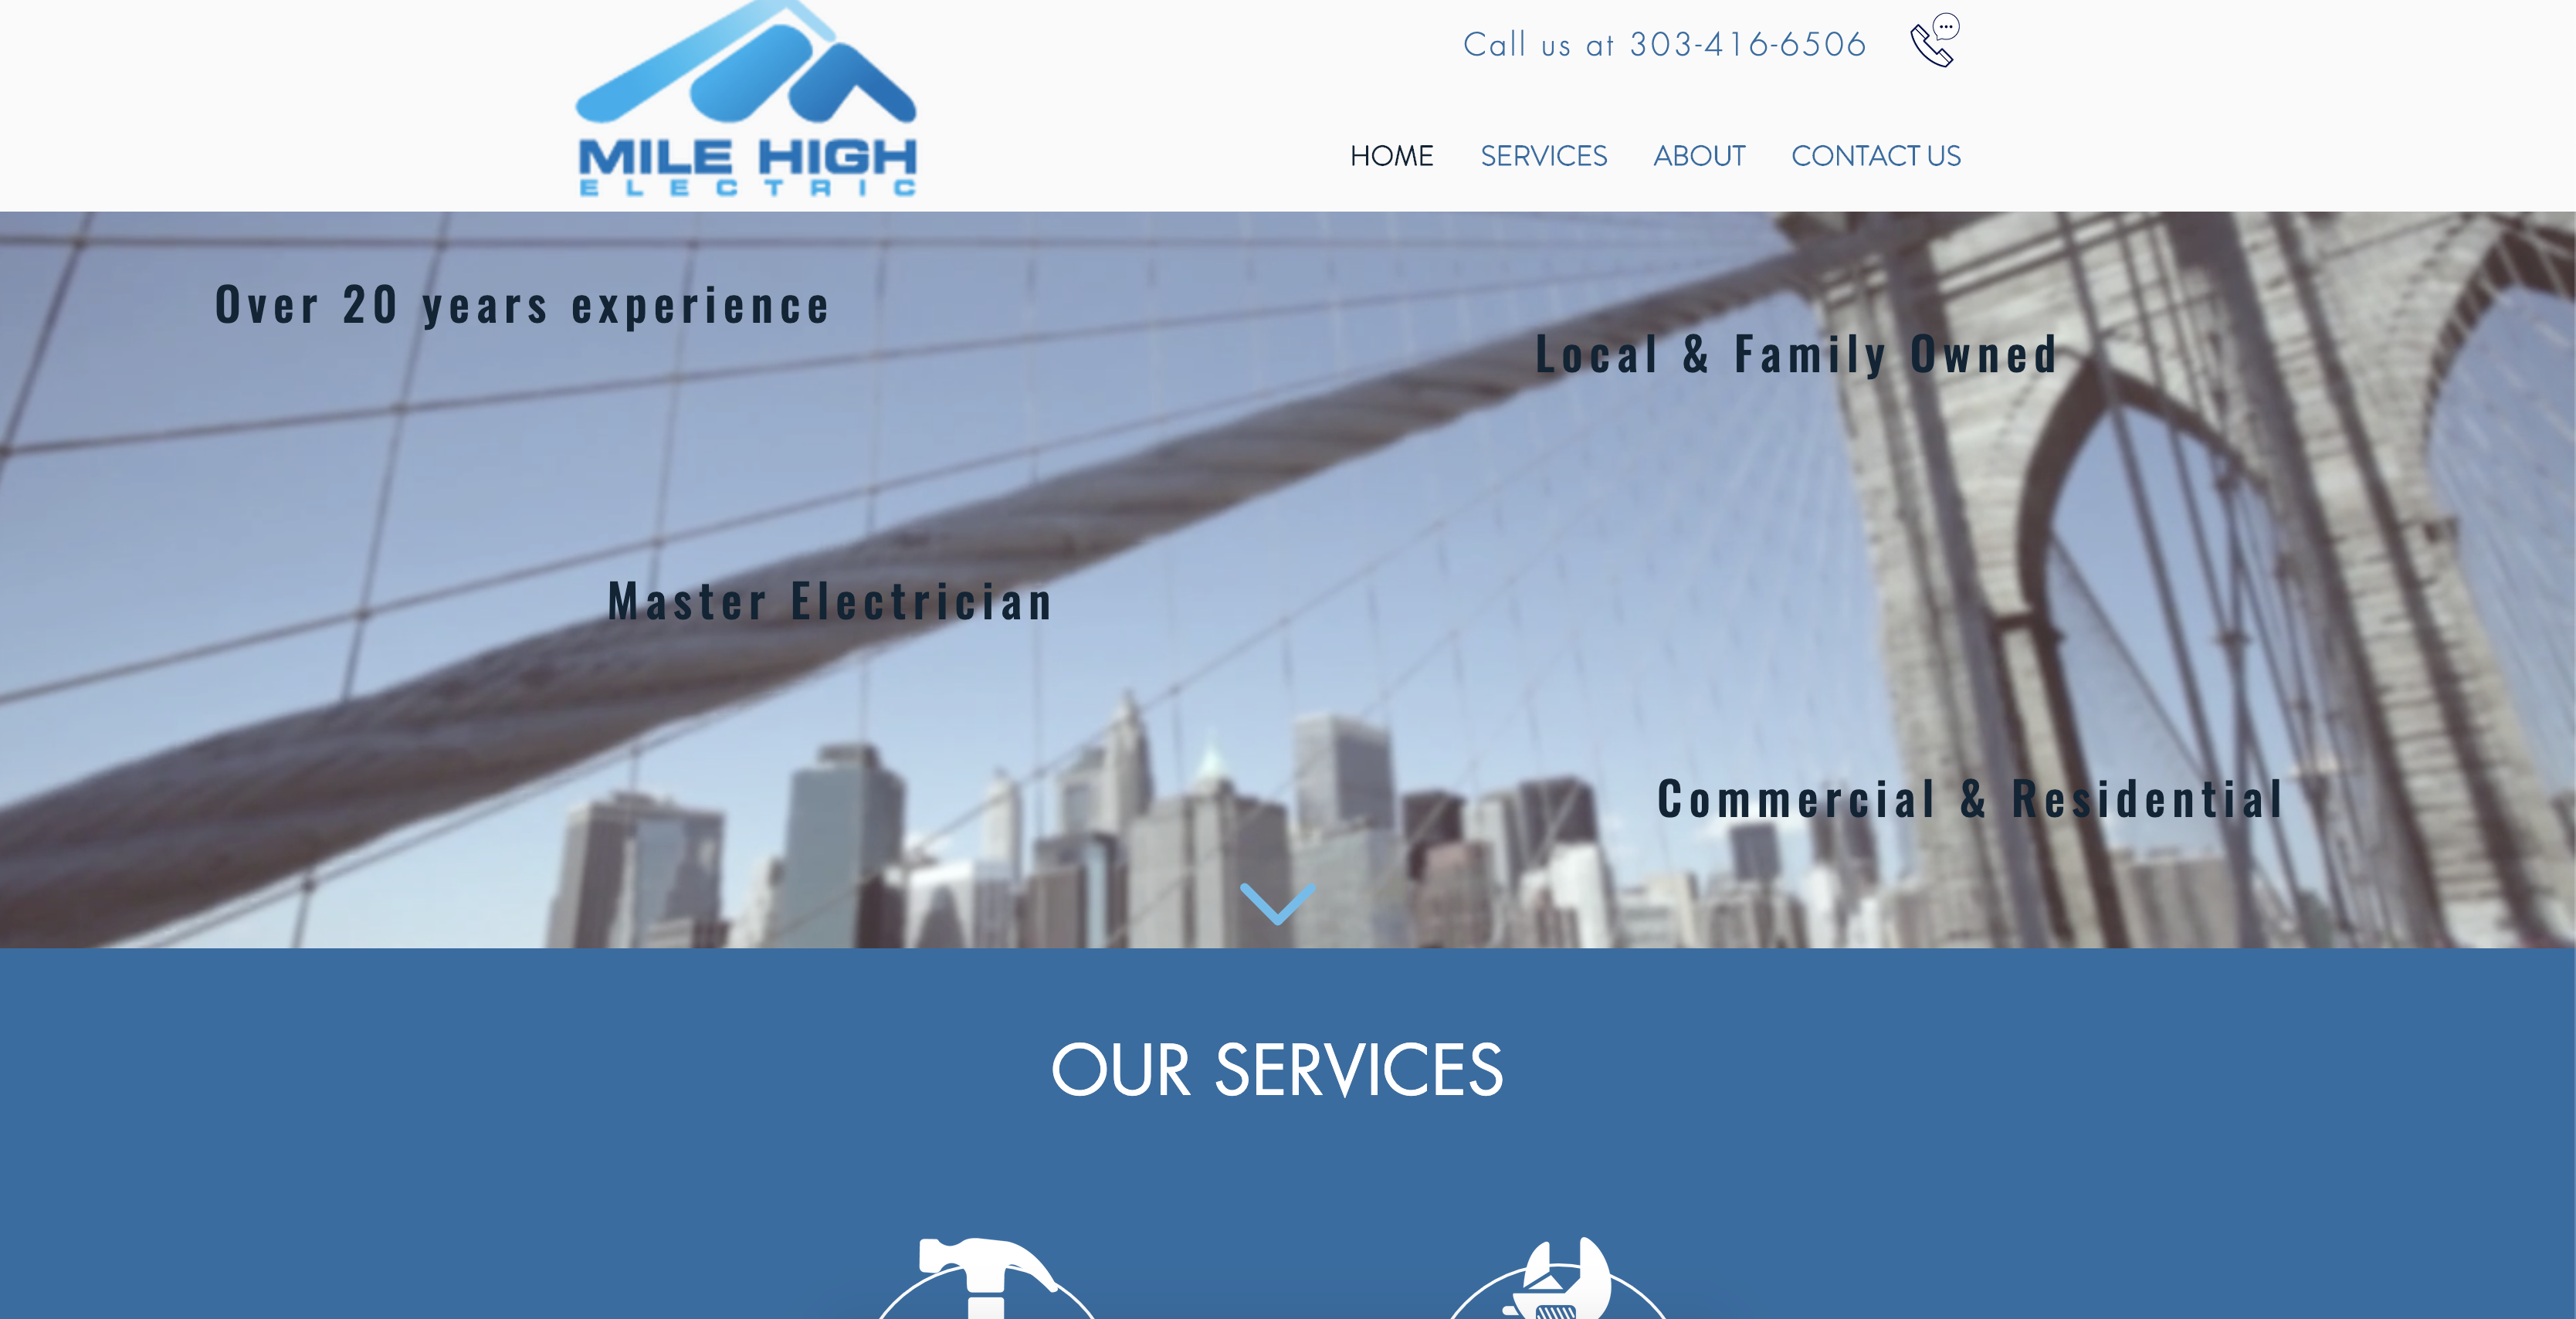 MILE HIGH
ELECTRIC
Call us at 303-416-6506
HOME SERVICES ABOUT CONTACT US
Over 20 years experience
Local & Family Owned
Master Electrician
Commercial & Residential
OUR SERVICES